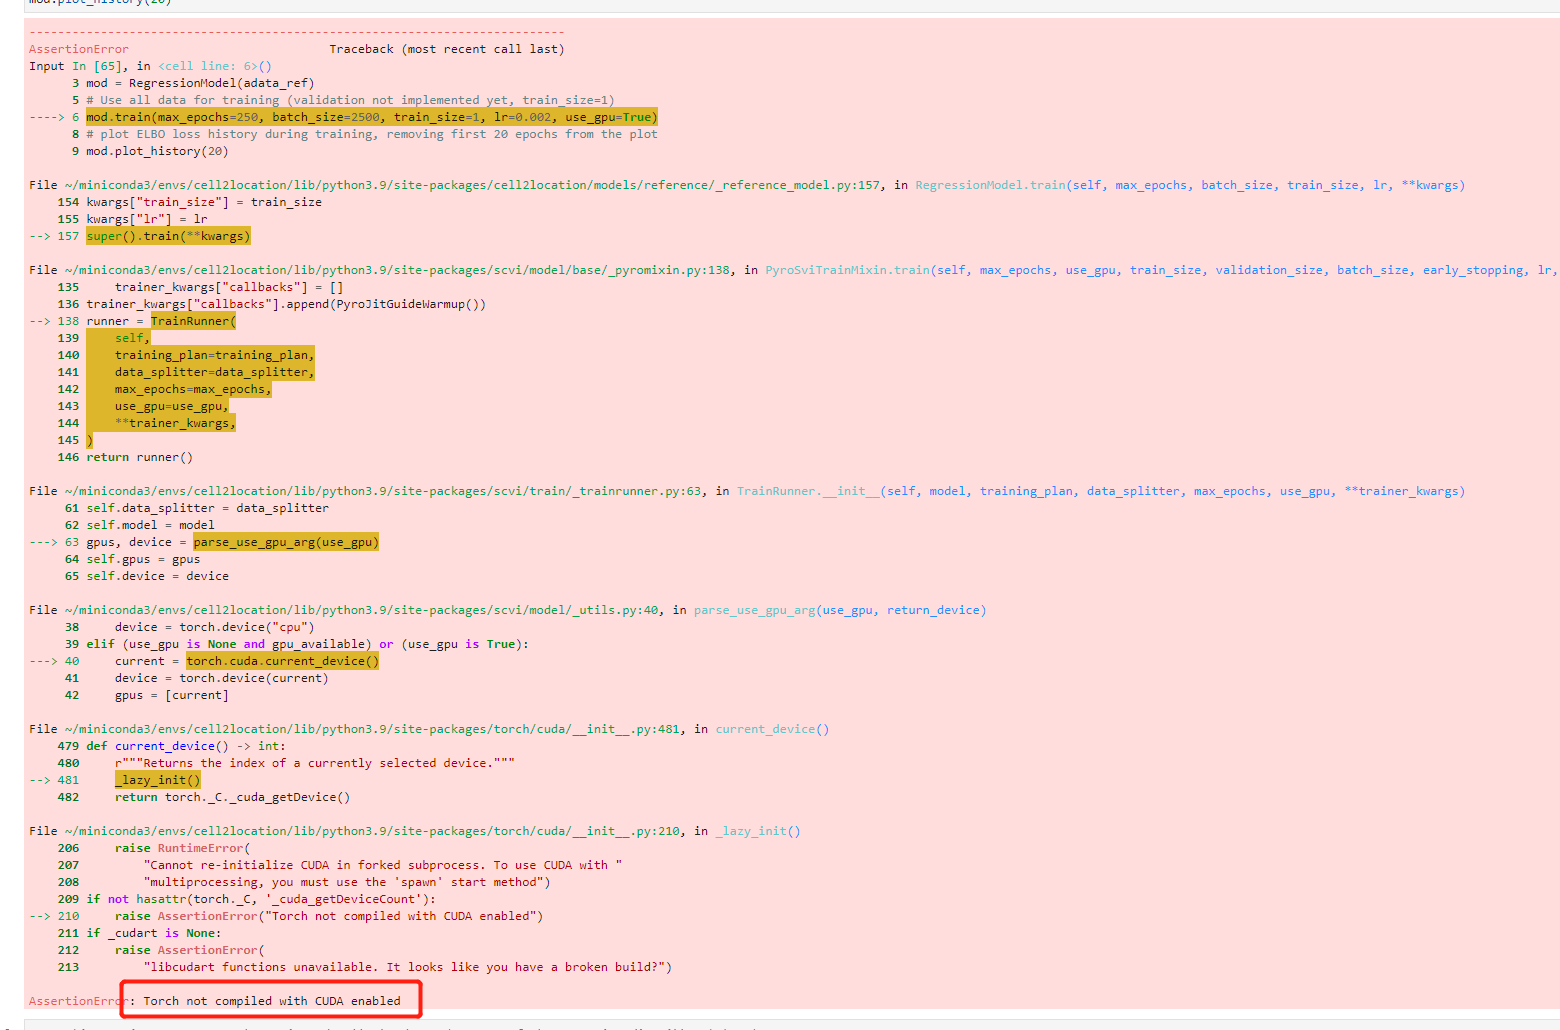 mod.plot_history(20)
---------------------------------------------------------------------------
AssertionError                            Traceback (most recent call last)
Input In [65], in <cell line: 6>()
      3 mod = RegressionModel(adata_ref)
      5 # Use all data for training (validation not implemented yet, train_size=1)
----> 6 mod.train(max_epochs=250, batch_size=2500, train_size=1, lr=0.002, use_gpu=True)
      8 # plot ELBO loss history during training, removing first 20 epochs from the plot
      9 mod.plot_history(20)
File ~/miniconda3/envs/cell2location/lib/python3.9/site-packages/cell2location/models/reference/_reference_model.py:157, in RegressionModel.train(self, max_epochs, batch_size, train_size, lr, **kwargs)
    154 kwargs["train_size"] = train_size
    155 kwargs["lr"] = lr
--> 157 super().train(**kwargs)
File ~/miniconda3/envs/cell2location/lib/python3.9/site-packages/scvi/model/base/_pyromixin.py:138, in PyroSviTrainMixin.train(self, max_epochs, use_gpu, train_size, validation_size, batch_size, early_stopping, lr,
    135     trainer_kwargs["callbacks"] = []
    136 trainer_kwargs["callbacks"].append(PyroJitGuideWarmup())
--> 138 runner = TrainRunner(
    139     self,
    140     training_plan=training_plan,
    141     data_splitter=data_splitter,
    142     max_epochs=max_epochs,
    143     use_gpu=use_gpu,
    144     **trainer_kwargs,
    145 )
    146 return runner()
File ~/miniconda3/envs/cell2location/lib/python3.9/site-packages/scvi/train/_trainrunner.py:63, in TrainRunner.__init__(self, model, training_plan, data_splitter, max_epochs, use_gpu, **trainer_kwargs)
     61 self.data_splitter = data_splitter
     62 self.model = model
---> 63 gpus, device = parse_use_gpu_arg(use_gpu)
     64 self.gpus = gpus
     65 self.device = device
File ~/miniconda3/envs/cell2location/lib/python3.9/site-packages/scvi/model/_utils.py:40, in parse_use_gpu_arg(use_gpu, return_device)
     38     device = torch.device("cpu")
     39 elif (use_gpu is None and gpu_available) or (use_gpu is True):
---> 40     current = torch.cuda.current_device()
     41     device = torch.device(current)
     42     gpus = [current]
File ~/miniconda3/envs/cell2location/lib/python3.9/site-packages/torch/cuda/__init__.py:481, in current_device()
    479 def current_device() -> int:
    480     r"""Returns the index of a currently selected device."""
--> 481     _lazy_init()
    482     return torch._C._cuda_getDevice()
File ~/miniconda3/envs/cell2location/lib/python3.9/site-packages/torch/cuda/__init__.py:210, in _lazy_init()
    206     raise RuntimeError(
    207         "Cannot re-initialize CUDA in forked subprocess. To use CUDA with "
    208         "multiprocessing, you must use the 'spawn' start method")
    209 if not hasattr(torch._C, '_cuda_getDeviceCount'):
--> 210     raise AssertionError("Torch not compiled with CUDA enabled")
    211 if _cudart is None:
    212     raise AssertionError(
    213         "libcudart functions unavailable. It looks like you have a broken build?")
AssertionError: Torch not compiled with CUDA enabled